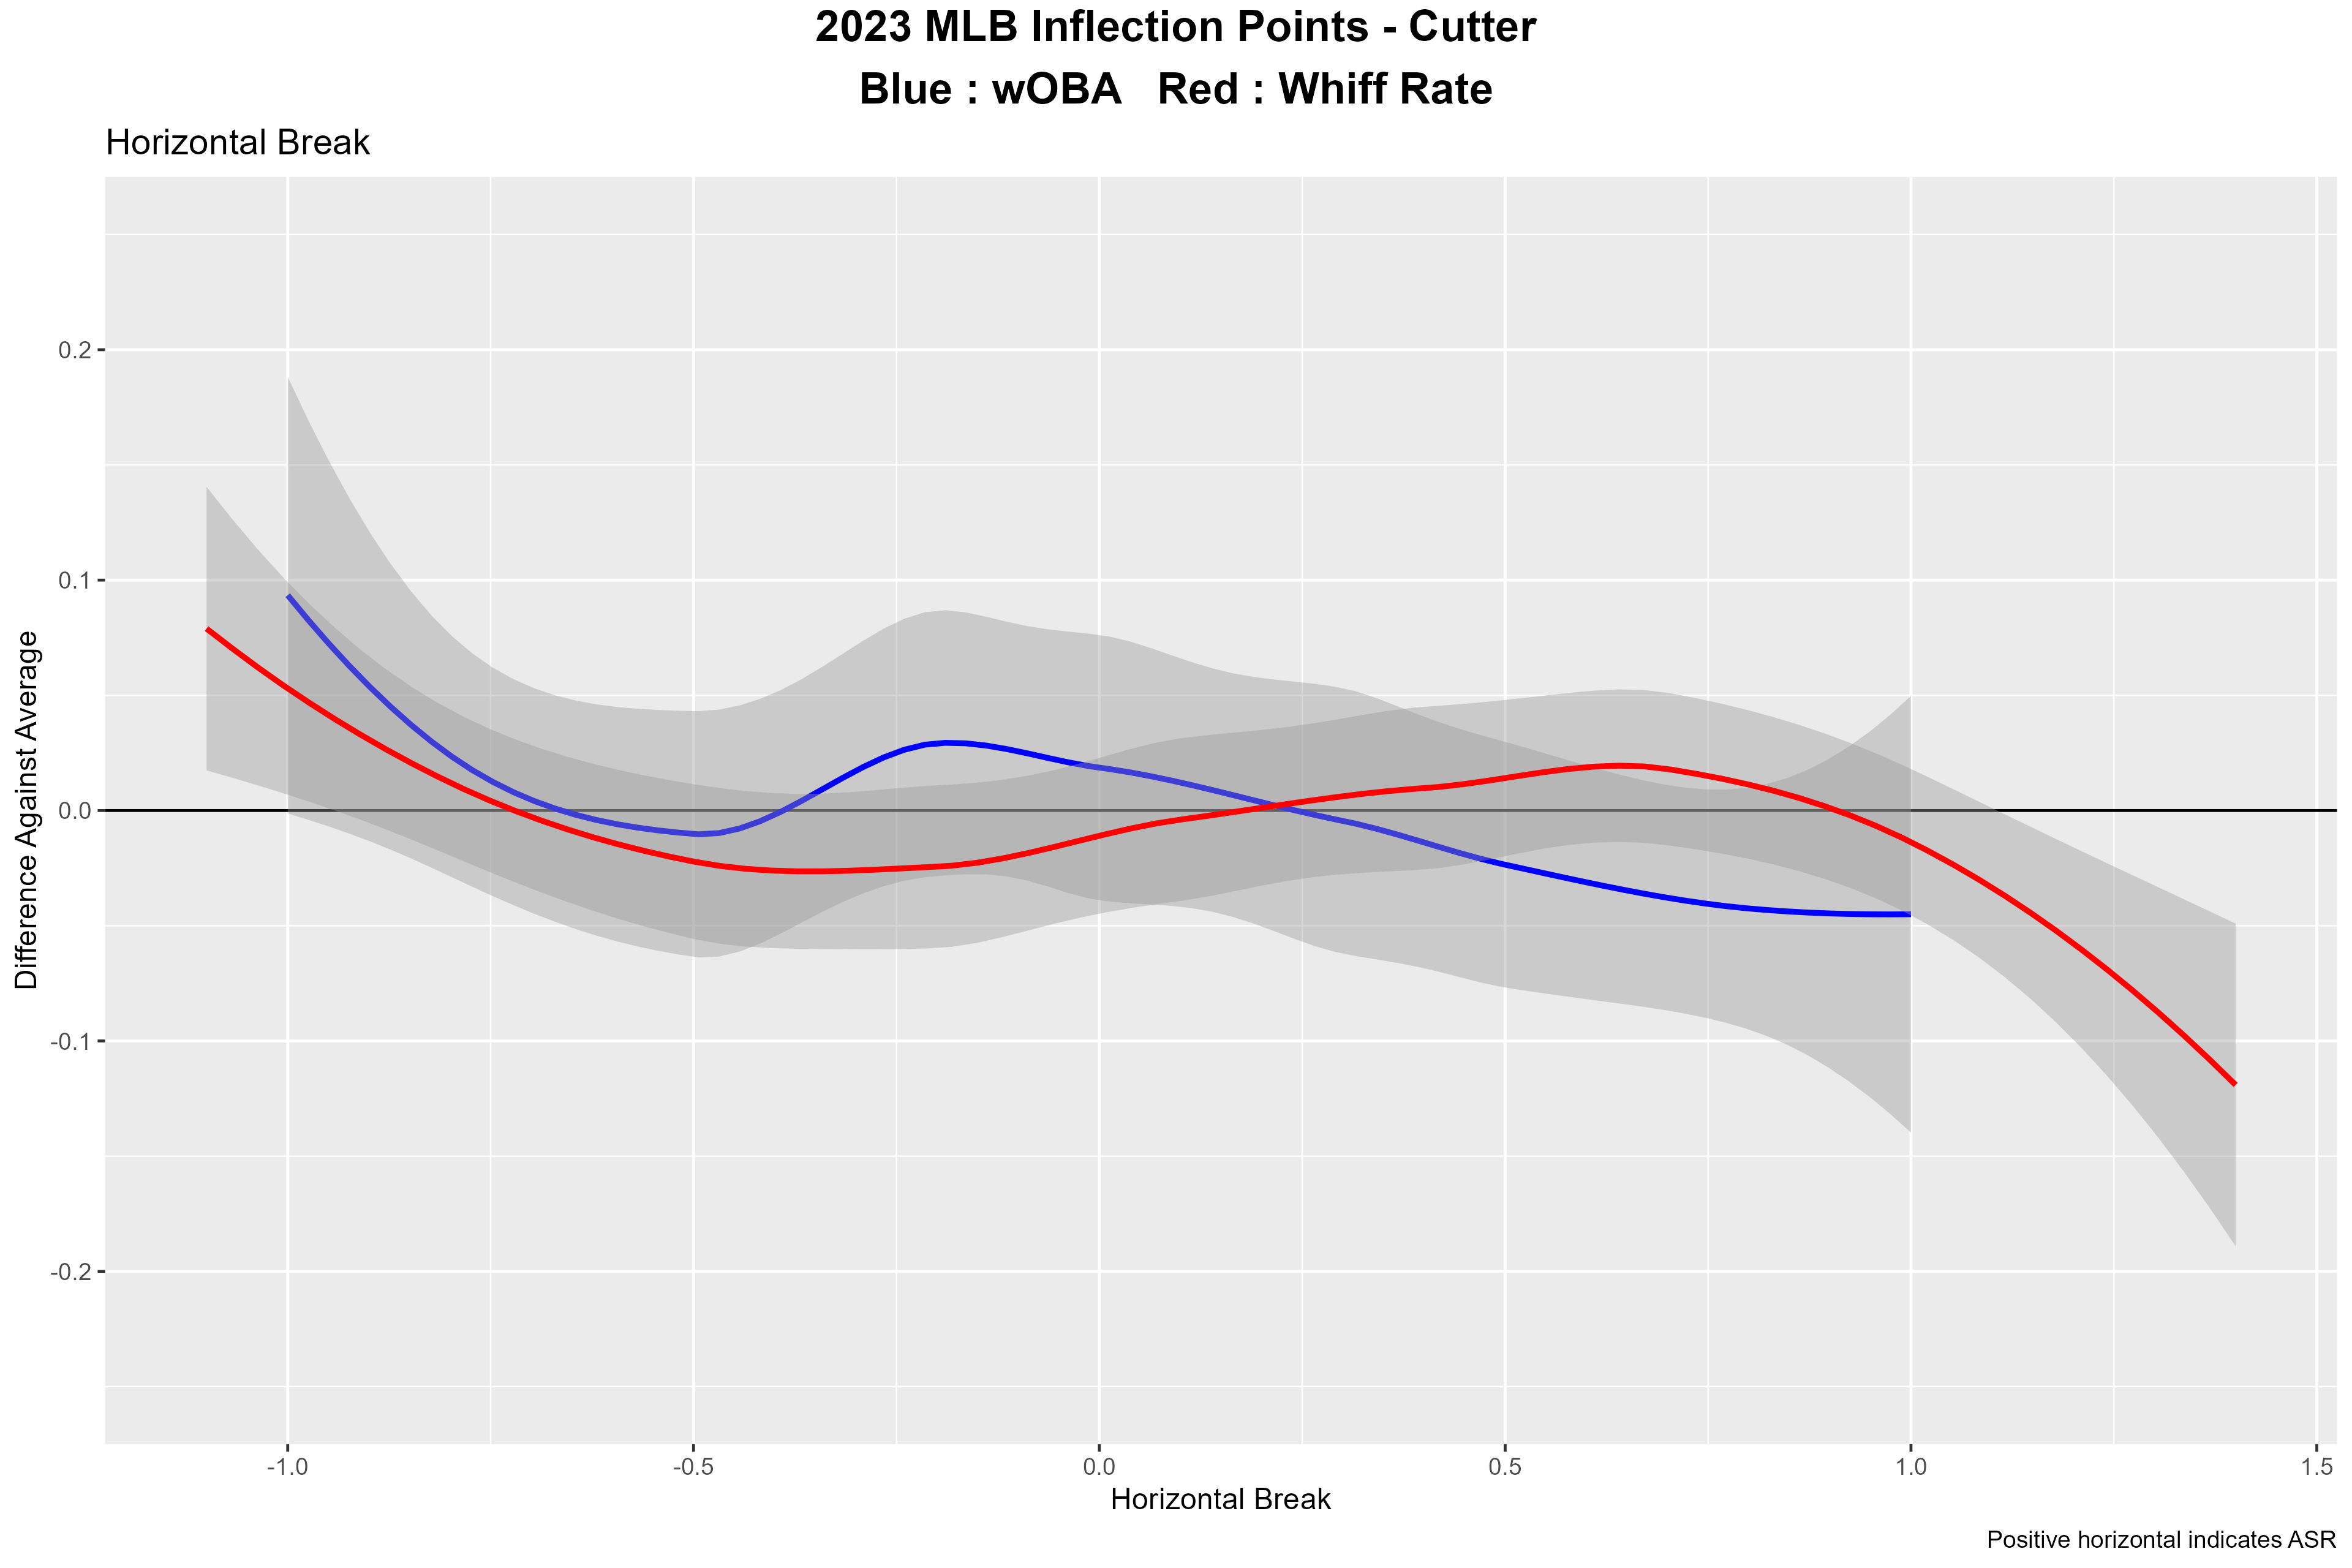 2023 MLB Inflection Points - Cutter
Blue : wOBA   Red : Whiff Rate
Horizontal Break
Difference Against Average
0.2
0.1
0.0
-0.1
-0.2
-1.0
-0.5
0.0
0.5
1.0
1.5
Horizontal Break
Positive horizontal indicates ASR